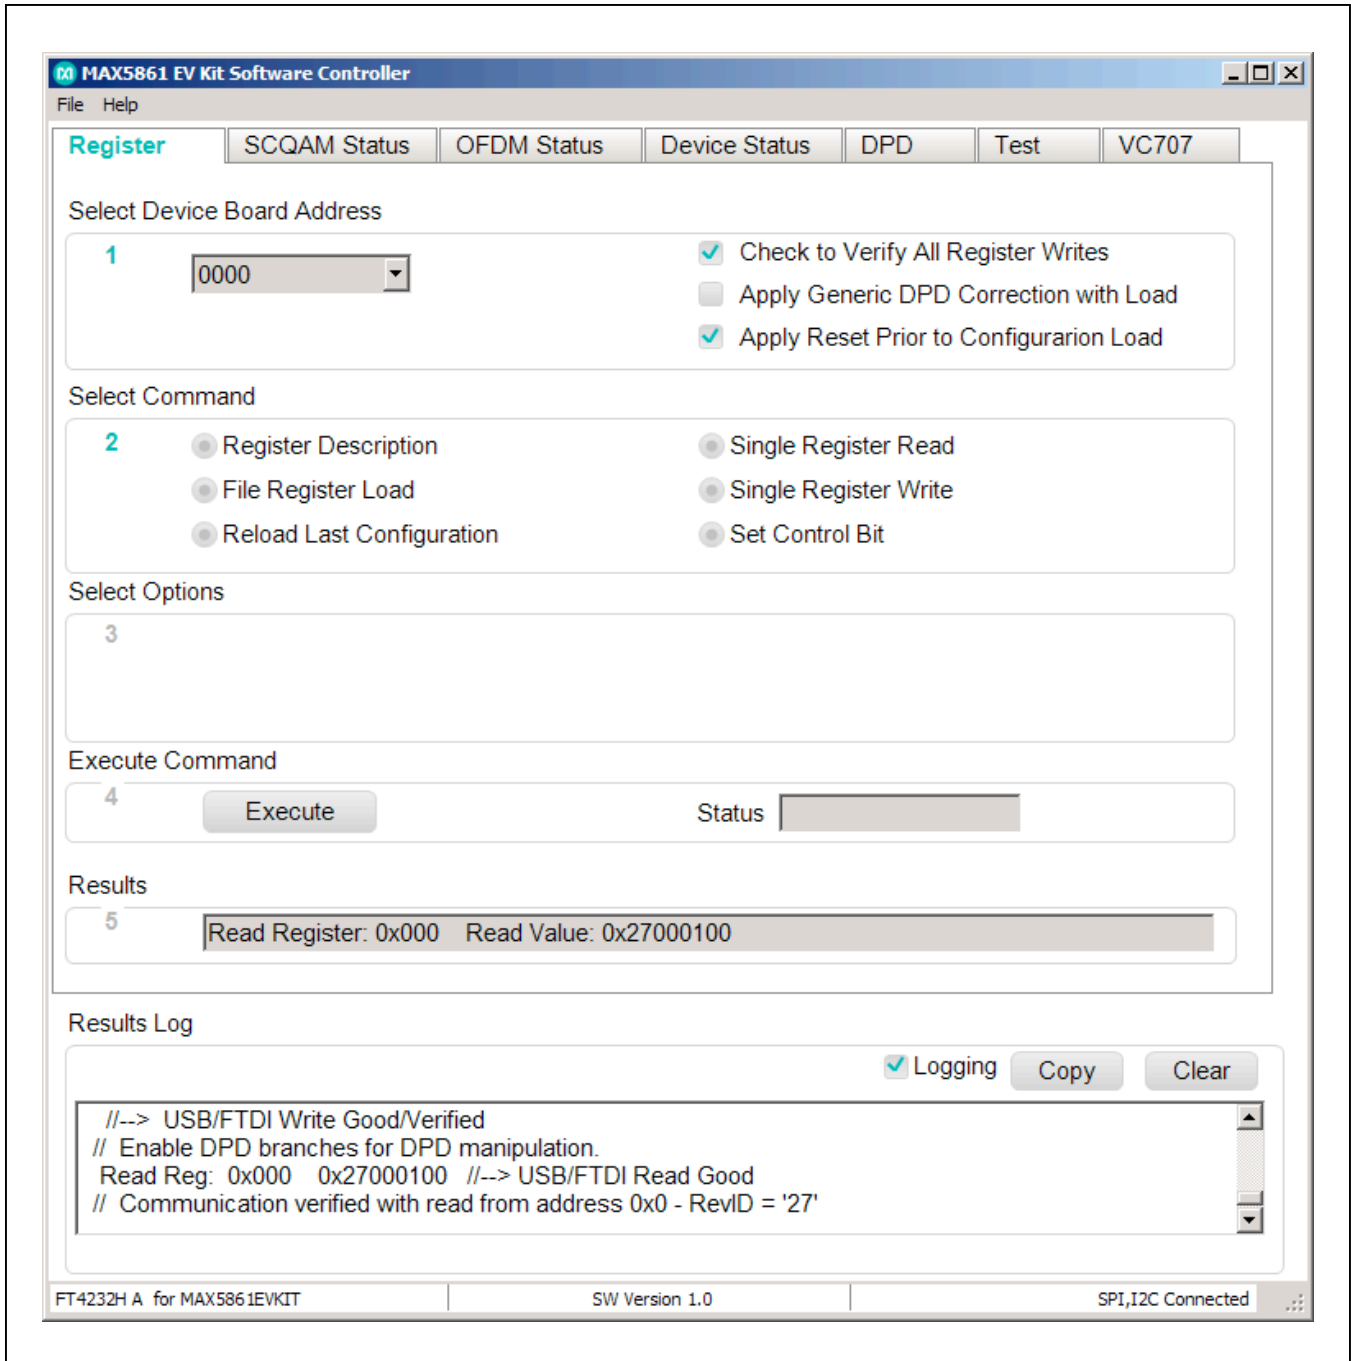 MAX5861 EV Kit Software Controller
File Help
Register SCQAM Status OFDM Status Device Status DPD Test VC707
Select Device Board Address
1
0000
Check to Verify All Register Writes
Apply Generic DPD Correction with Load
Apply Reset Prior to Configurarion Load
Select Command
2
Register Description Single Register Read
File Register Load Single Register Write
Reload Last Configuration Set Control Bit
Select Options
3
Execute Command
4
Execute Status
Results
5
Read Register: 0x000 Read Value: 0x27000100
Results Log
Logging Copy Clear
//--> USB/FTDI Write Good/Verified
// Enable DPD branches for DPD manipulation.
Read Reg: 0x000 0x27000100 //--> USB/FTDI Read Good
// Communication verified with read from address 0x0 - RevID = '27'
FT4232H A for MAX5861EVKIT SW Version 1.0 SPI,I2C Connected